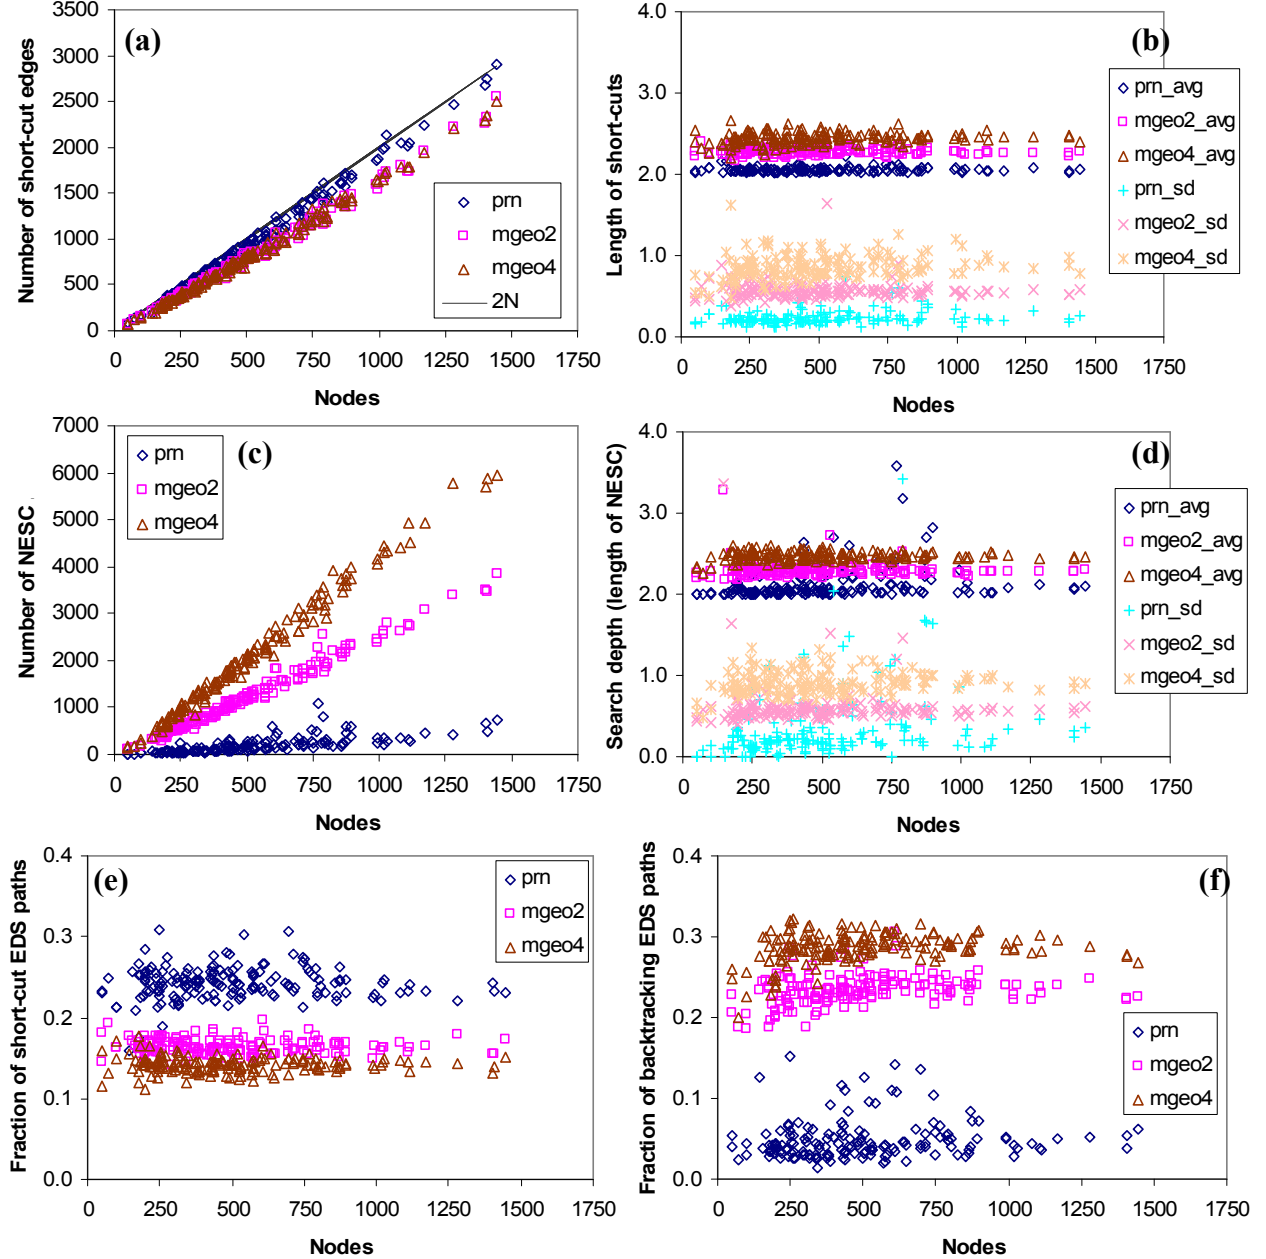 (a)
Number of short-cut edges
3500
3000
2500
2000
1500
1000
500
0
0 250 500 750 1000 1250 1500 1750
Nodes
prn
mgeo2
mgeo4
2N
(b)
Length of short-cuts
4.0
3.0
2.0
1.0
0.0
0 250 500 750 1000 1250 1500 1750
Nodes
prn_avg
mgeo2_avg
mgeo4_avg
prn_sd
mgeo2_sd
mgeo4_sd
(c)
Number of NESC
7000
6000
5000
4000
3000
2000
1000
0
0 250 500 750 1000 1250 1500 1750
Nodes
prn
mgeo2
mgeo4
(d)
Search depth (length of NESC)
4.0
3.0
2.0
1.0
0.0
0 250 500 750 1000 1250 1500 1750
Nodes
prn_avg
mgeo2_avg
mgeo4_avg
prn_sd
mgeo2_sd
mgeo4_sd
(e)
Fraction of short-cut EDS paths
0.4
0.3
0.2
0.1
0.0
0 250 500 750 1000 1250 1500 1750
Nodes
prn
mgeo2
mgeo4
(f)
Fraction of backtracking EDS paths
0.4
0.3
0.2
0.1
0.0
0 250 500 750 1000 1250 1500 1750
Nodes
prn
mgeo2
mgeo4